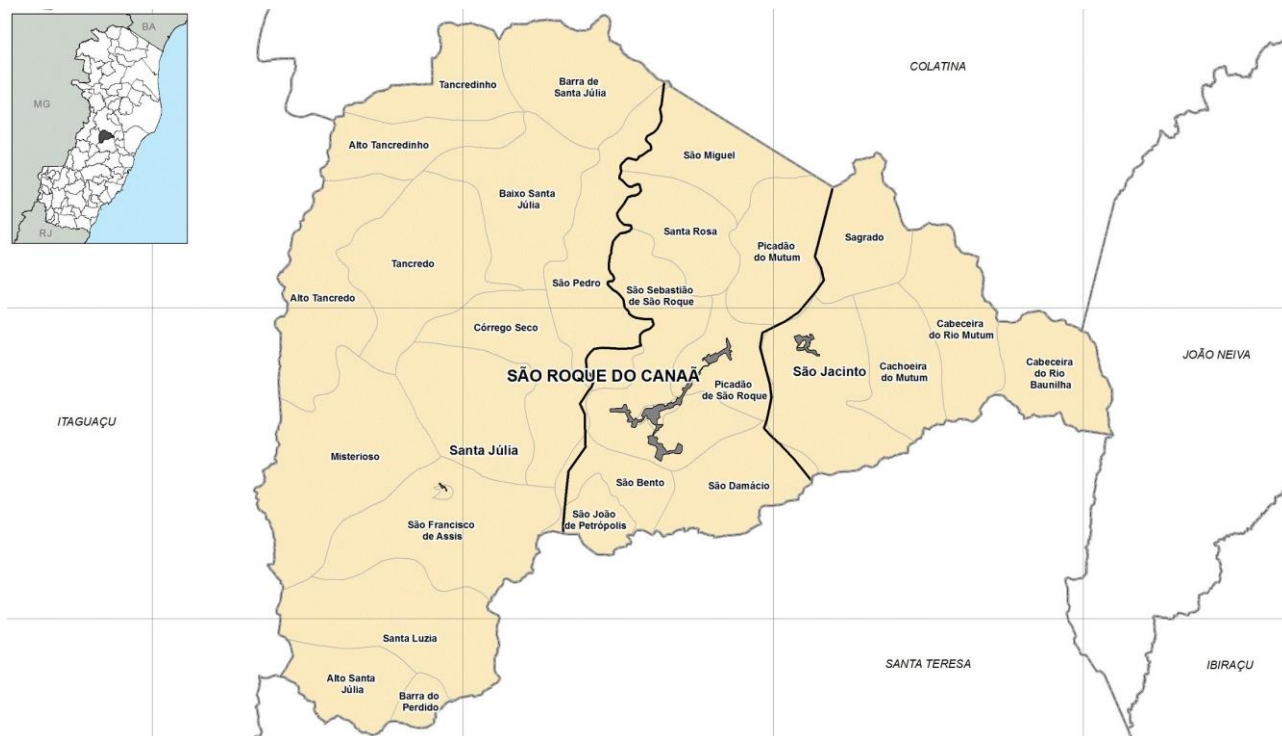 BA
MG
RJ
COLATINA
Tancredinho
Barra de
Santa Júlia
Alto Tancredinho
São Miguel
Baixo Santa
Júlia
Santa Rosa
Picadão
do Mutum
Sagrado
Tancredo
São Pedro
São Sebastião
de São Roque
Alto Tancredo
Córrego Seco
Cabeceira
do Rio Mutum
JOÃO NEIVA
SÃO ROQUE DO CANAÃ
São Jacinto
Cachoeira
do Mutum
Cabeceira
do Rio
Baunilha
Picadão
de São Roque
ITAGUAÇU
Misterioso
Santa Júlia
São Bento
São Damácio
São João
de Petrópolis
São Francisco
de Assis
Santa Luzia
SANTA TERESA
IBIRAÇU
Alto Santa
Júlia
Barra do
Perdido